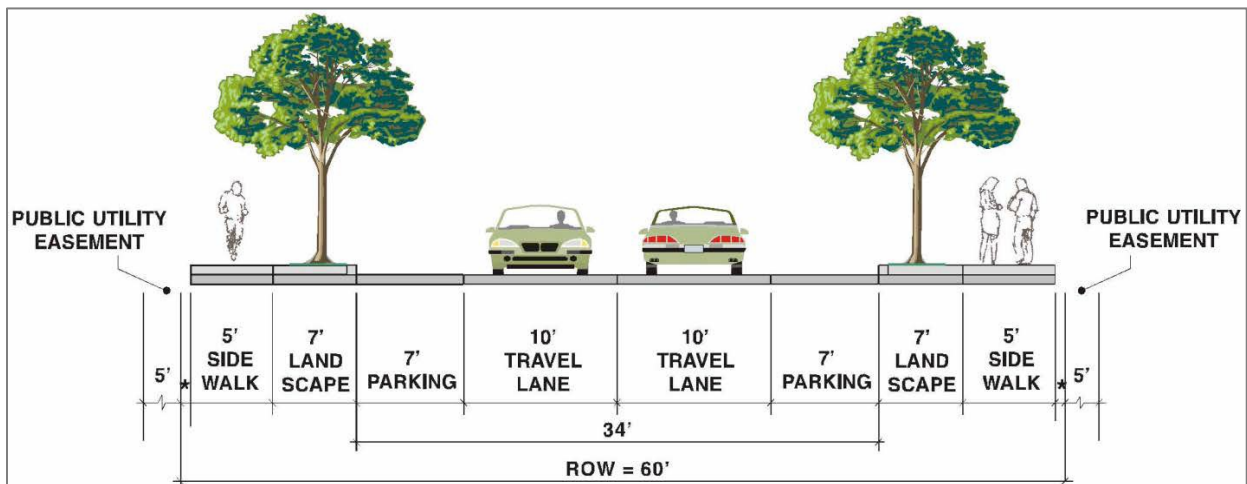 PUBLIC UTILITY
EASEMENT
PUBLIC UTILITY
EASEMENT
5'
*
5'
SIDE
WALK
7'
LAND
SCAPE
7'
PARKING
10'
TRAVEL
LANE
10'
TRAVEL
LANE
7'
PARKING
7'
LAND
SCAPE
5'
SIDE
WALK
*
5'
34'
ROW = 60'